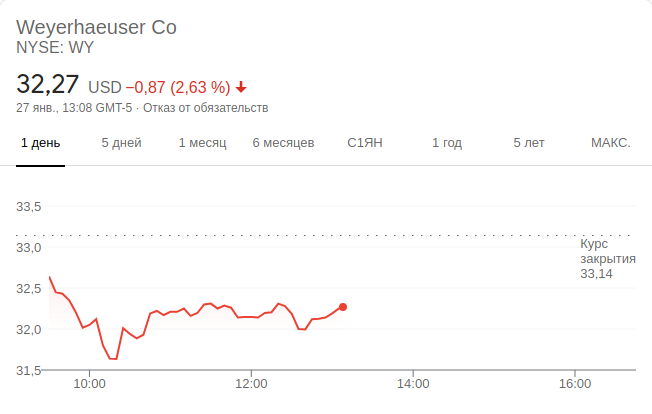 Weyerhaeuser Co
NYSE: WY
32,27 USD −0,87 (2,63 %)
27 янв., 13:08 GMT-5 · Отказ от обязательств
1 день 5 дней 1 месяц 6 месяцев С1ЯН 1 год 5 лет МАКС.
33,5
33,0
32,5
32,0
31,5
Курс
закрытия
33,14
10:00 12:00 14:00 16:00